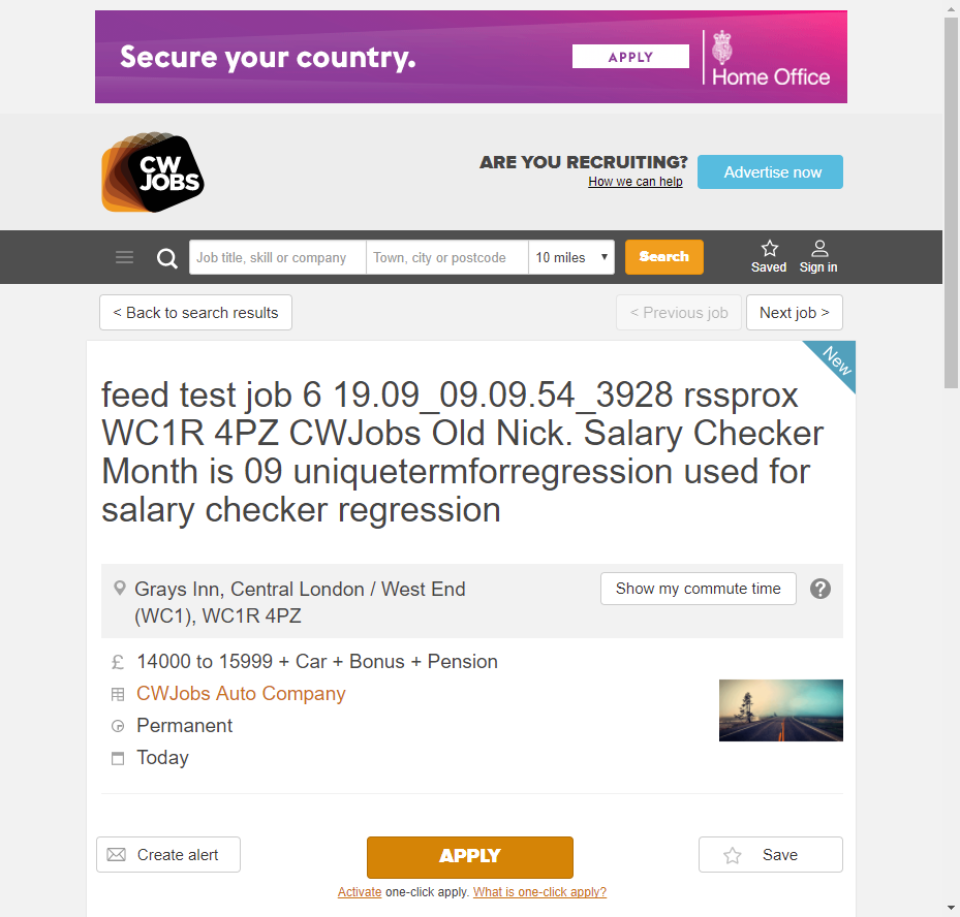 Secure your country.
APPLY
Home Office
CW
JOBS
ARE YOU RECRUITING?
How we can help
Advertise now
Job title, skill or company
Town, city or postcode
10 miles
Search
Saved
Sign in
< Back to search results
< Previous job
Next job >
New
feed test job 6 19.09_09.09.54_3928 rssprox
WC1R 4PZ CWJobs Old Nick. Salary Checker
Month is 09 uniquetermforregression used for
salary checker regression
Grays Inn, Central London / West End
(WC1), WC1R 4PZ
Show my commute time
?
£ 14000 to 15999 + Car + Bonus + Pension
CWJobs Auto Company
Permanent
Today
Create alert
APPLY
Save
Activate one-click apply. What is one-click apply?